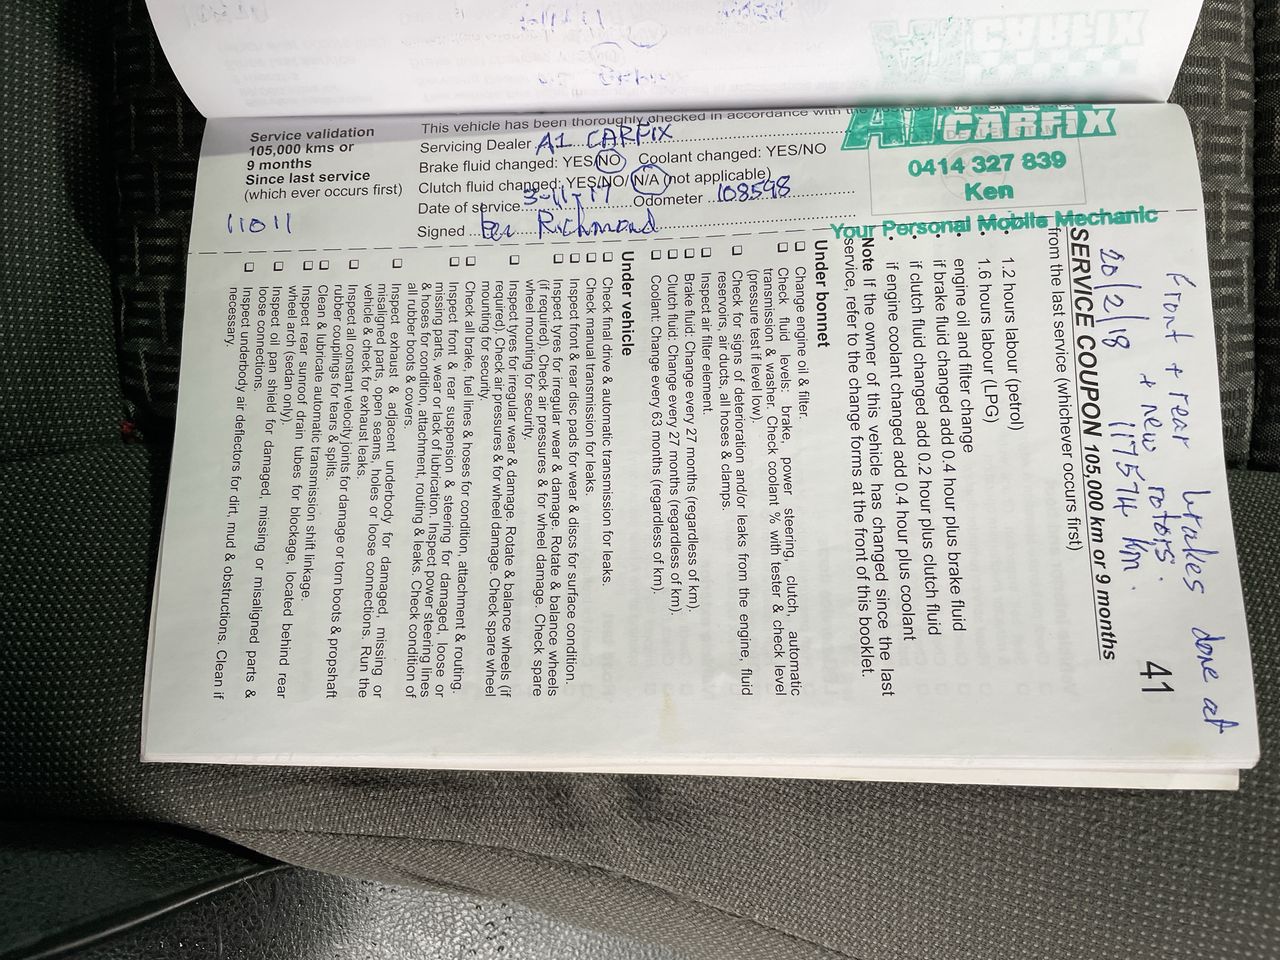 Service validation
105,000 kms or
9 months
Since last service
(which ever occurs first)
11011
This vehicle has been thoroughly checked in accordance with the
Servicing Dealer A1 CARFIX
Brake fluid changed: YES/NO Coolant changed: YES/NO
Clutch fluid changed: YES/NO/N/A (not applicable)
Date of service 3-11-17 Odometer 108598
Signed Richmond
A1 CARFIX
0414 327 839
Ken
Your Personal Mobile Mechanic
Front + rear brakes done at
+ new rotors.
20/2/18 117574 km.
41
SERVICE COUPON 105,000 km or 9 months
from the last service (whichever occurs first)
1.2 hours labour (petrol)
• 1.6 hours labour (LPG)
engine oil and filter change
• if brake fluid changed add 0.4 hour plus brake fluid
• if clutch fluid changed add 0.2 hour plus clutch fluid
• if engine coolant changed add 0.4 hour plus coolant
Note If the owner of this vehicle has changed since the last
service, refer to the change forms at the front of this booklet.
Under bonnet
☐ Change engine oil & filter.
☐ Check fluid levels: brake, power steering, clutch, automatic
transmission & washer. Check coolant % with tester & check level
(pressure test if level low).
☐ Check for signs of deterioration and/or leaks from the engine, fluid
reservoirs, air ducts, all hoses & clamps.
☐ Inspect air filter element.
☐ Brake fluid: Change every 27 months (regardless of km).
☐ Clutch fluid: Change every 27 months (regardless of km).
☐ Coolant: Change every 63 months (regardless of km).
Under vehicle
☐ Check final drive & automatic transmission for leaks.
☐ Check manual transmission for leaks.
☐ Inspect front & rear disc pads for wear & discs for surface condition.
☐ Inspect tyres for irregular wear & damage. Rotate & balance wheels
(if required). Check air pressures & for wheel damage. Check spare
wheel mounting for security.
☐ Inspect tyres for irregular wear & damage. Rotate & balance wheels (if
required). Check air pressures & for wheel damage. Check spare wheel
mounting for security.
☐ Check all brake, fuel lines & hoses for condition, attachment & routing.
☐ Inspect front & rear suspension & steering for damaged, loose or
missing parts, wear or lack of lubrication. Inspect power steering lines
& hoses for condition, attachment, routing & leaks. Check condition of
all rubber boots & covers.
☐ Inspect exhaust & adjacent underbody for damaged, missing or
misaligned parts, open seams, holes or loose connections. Run the
vehicle & check for exhaust leaks.
☐ Inspect all constant velocity joints for damage or torn boots & propshaft
rubber couplings for tears & splits.
☐ Clean & lubricate automatic transmission shift linkage.
☐ Inspect rear sunroof drain tubes for blockage, located behind rear
wheel arch (sedan only).
☐ Inspect oil pan shield for damaged, missing or misaligned parts &
loose connections.
☐ Inspect underbody air deflectors for dirt, mud & obstructions. Clean if
necessary.